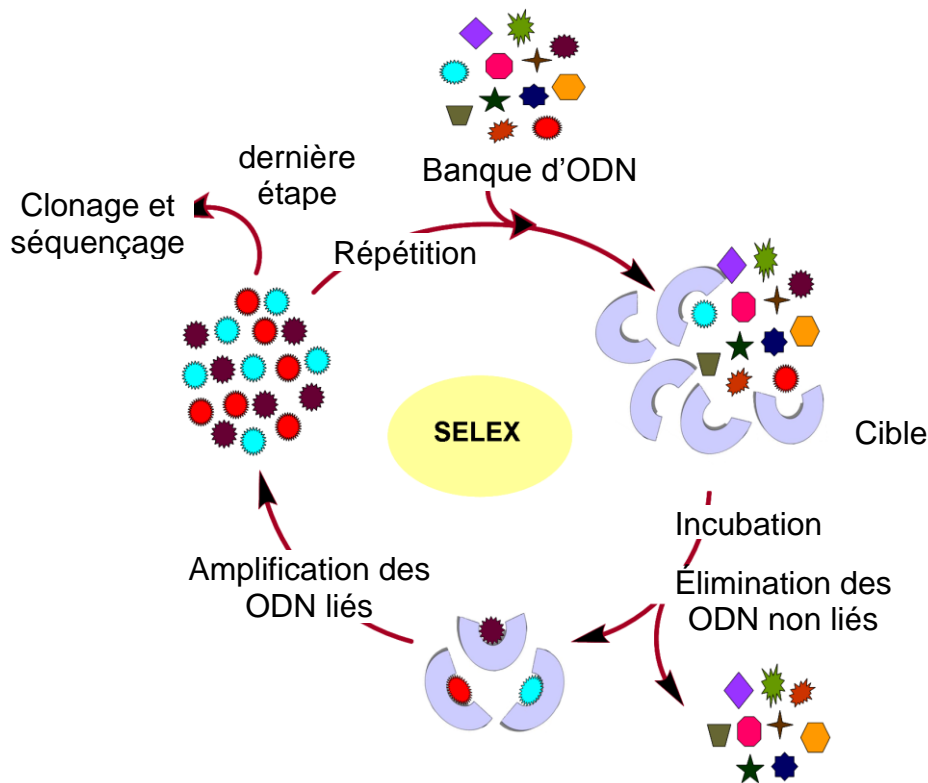 Banque d'ODN
dernière
étape
Clonage et
séquençage
Répétition
SELEX
Cible
Incubation
Élimination des
ODN non liés
Amplification des
ODN liés